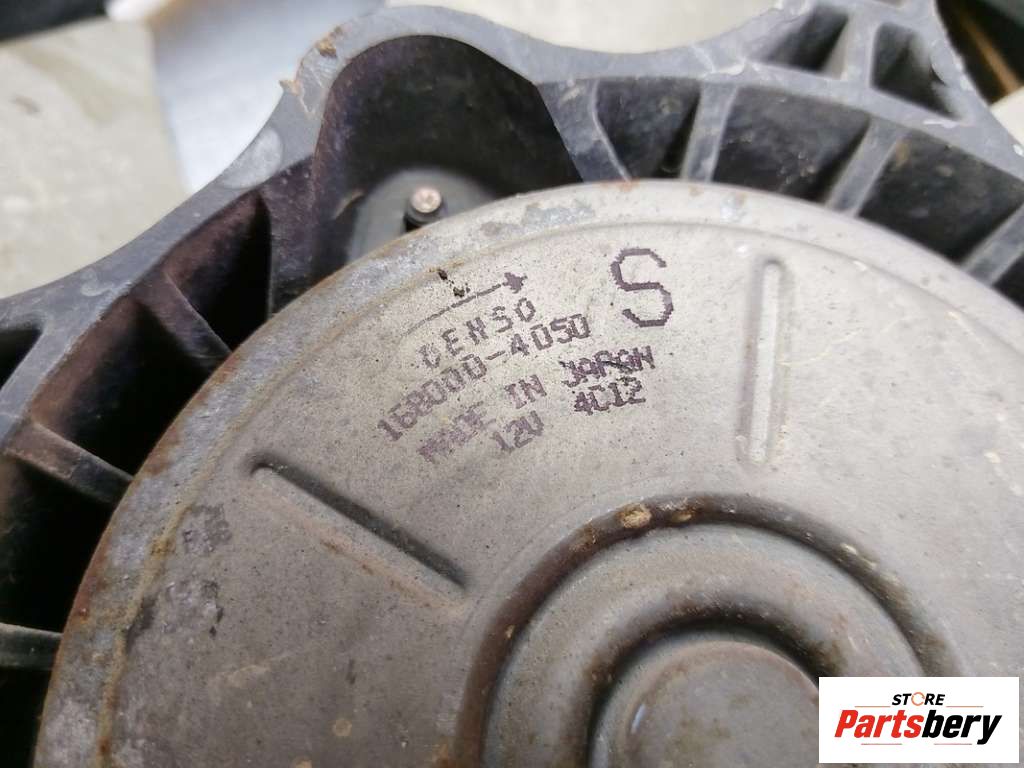 S
DENSO
168000-4050
MADE IN JAPAN
12V 4C12
STORE
Partsbery